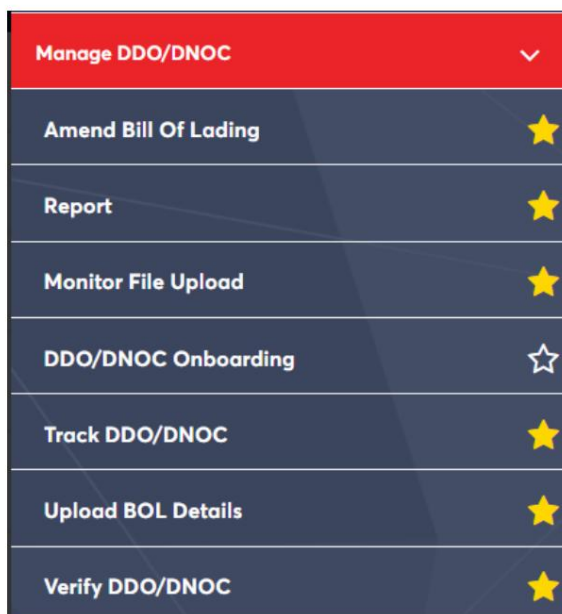 Manage DDO/DNOC
Amend Bill Of Lading
Report
Monitor File Upload
DDO/DNOC Onboarding
Track DDO/DNOC
Upload BOL Details
Verify DDO/DNOC